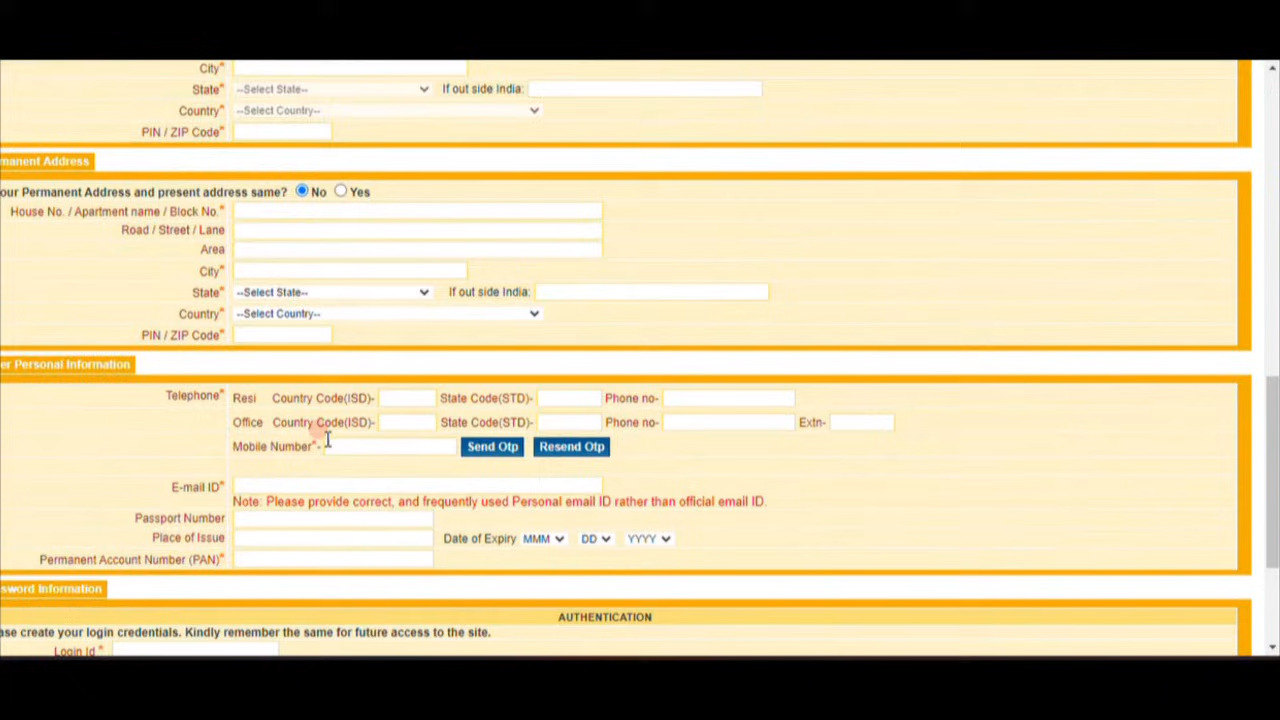 City*
State* --Select State-- If out side India:
Country* --Select Country--
PIN / ZIP Code*
manent Address
our Permanent Address and present address same? No Yes
House No. / Apartment name / Block No.*
Road / Street / Lane
Area
City*
State* --Select State-- If out side India:
Country* --Select Country--
PIN / ZIP Code*
er Personal Information
Telephone* Resi Country Code(ISD)- State Code(STD)- Phone no-
Office Country Code(ISD)- State Code(STD)- Phone no- Extn-
Mobile Number*- Send Otp Resend Otp
E-mail ID*
Note: Please provide correct, and frequently used Personal email ID rather than official email ID.
Passport Number
Place of Issue Date of Expiry MMM DD YYYY
Permanent Account Number (PAN)*
sword Information
AUTHENTICATION
ase create your login credentials. Kindly remember the same for future access to the site.
Login Id *